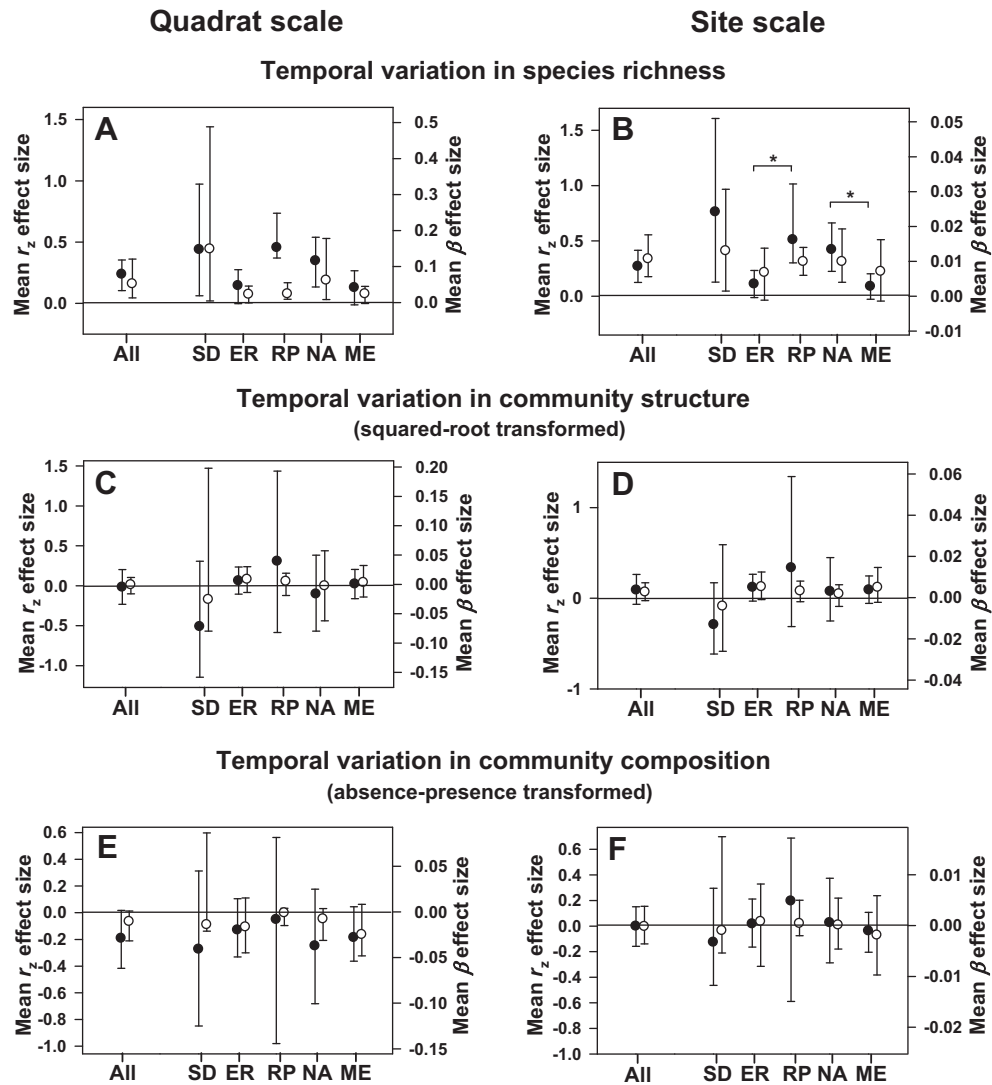 Quadrat scale
Site scale
Temporal variation in species richness
A
Mean r_z effect size
1.5
1.0
0.5
0.0
0.5
0.4
0.3
0.2
0.1
0.0
Mean β effect size
All SD ER RP NA ME
B
Mean r_z effect size
1.5
1.0
0.5
0.0
*
*
0.05
0.04
0.03
0.02
0.01
0.00
-0.01
Mean β effect size
All SD ER RP NA ME
Temporal variation in community structure
(squared-root transformed)
C
Mean r_z effect size
1.5
1.0
0.5
0.0
-0.5
-1.0
0.20
0.15
0.10
0.05
0.00
-0.05
-0.10
-0.15
Mean β effect size
All SD ER RP NA ME
D
Mean r_z effect size
1
0
-1
0.06
0.04
0.02
0.00
-0.02
-0.04
Mean β effect size
All SD ER RP NA ME
Temporal variation in community composition
(absence-presence transformed)
E
Mean r_z effect size
0.6
0.4
0.2
0.0
-0.2
-0.4
-0.6
-0.8
-1.0
0.05
0.00
-0.05
-0.10
-0.15
Mean β effect size
All SD ER RP NA ME
F
Mean r_z effect size
0.6
0.4
0.2
0.0
-0.2
-0.4
-0.6
-0.8
-1.0
0.01
0.00
-0.01
-0.02
Mean β effect size
All SD ER RP NA ME